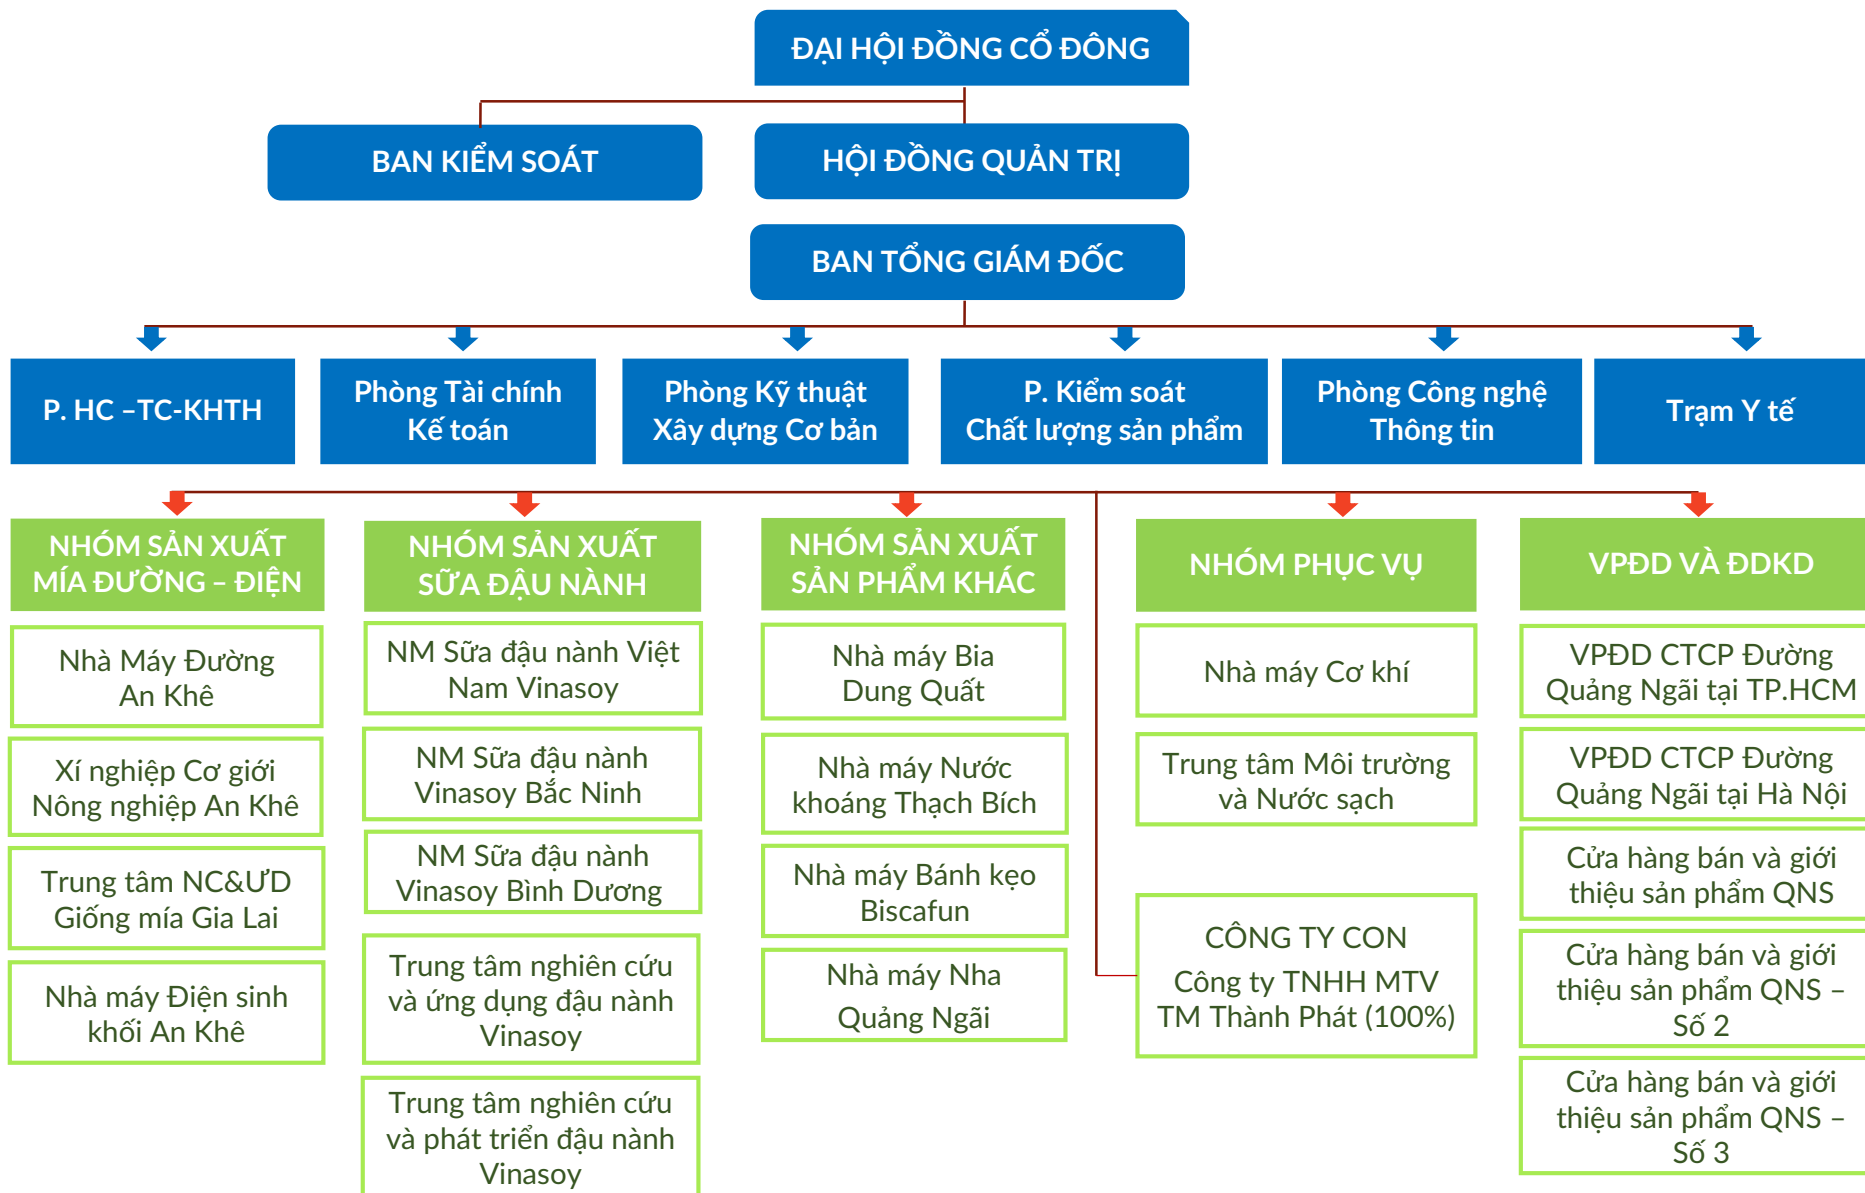 ĐẠI HỘI ĐỒNG CỔ ĐÔNG
BAN KIỂM SOÁT
HỘI ĐỒNG QUẢN TRỊ
BAN TỔNG GIÁM ĐỐC
P. HC –TC-KHTH
Phòng Tài chính
Kế toán
Phòng Kỹ thuật
Xây dựng Cơ bản
P. Kiểm soát
Chất lượng sản phẩm
Phòng Công nghệ
Thông tin
Trạm Y tế
NHÓM SẢN XUẤT
MÍA ĐƯỜNG – ĐIỆN
Nhà Máy Đường
An Khê
Xí nghiệp Cơ giới
Nông nghiệp An Khê
Trung tâm NC&ƯD
Giống mía Gia Lai
Nhà máy Điện sinh
khối An Khê
NHÓM SẢN XUẤT
SỮA ĐẬU NÀNH
NM Sữa đậu nành Việt
Nam Vinasoy
NM Sữa đậu nành
Vinasoy Bắc Ninh
NM Sữa đậu nành
Vinasoy Bình Dương
Trung tâm nghiên cứu
và ứng dụng đậu nành
Vinasoy
Trung tâm nghiên cứu
và phát triển đậu nành
Vinasoy
NHÓM SẢN XUẤT
SẢN PHẨM KHÁC
Nhà máy Bia
Dung Quất
Nhà máy Nước
khoáng Thạch Bích
Nhà máy Bánh kẹo
Biscafun
Nhà máy Nha
Quảng Ngãi
NHÓM PHỤC VỤ
Nhà máy Cơ khí
Trung tâm Môi trường
và Nước sạch
CÔNG TY CON
Công ty TNHH MTV
TM Thành Phát (100%)
VPĐD VÀ ĐDKD
VPĐD CTCP Đường
Quảng Ngãi tại TP.HCM
VPĐD CTCP Đường
Quảng Ngãi tại Hà Nội
Cửa hàng bán và giới
thiệu sản phẩm QNS
Cửa hàng bán và giới
thiệu sản phẩm QNS –
Số 2
Cửa hàng bán và giới
thiệu sản phẩm QNS –
Số 3